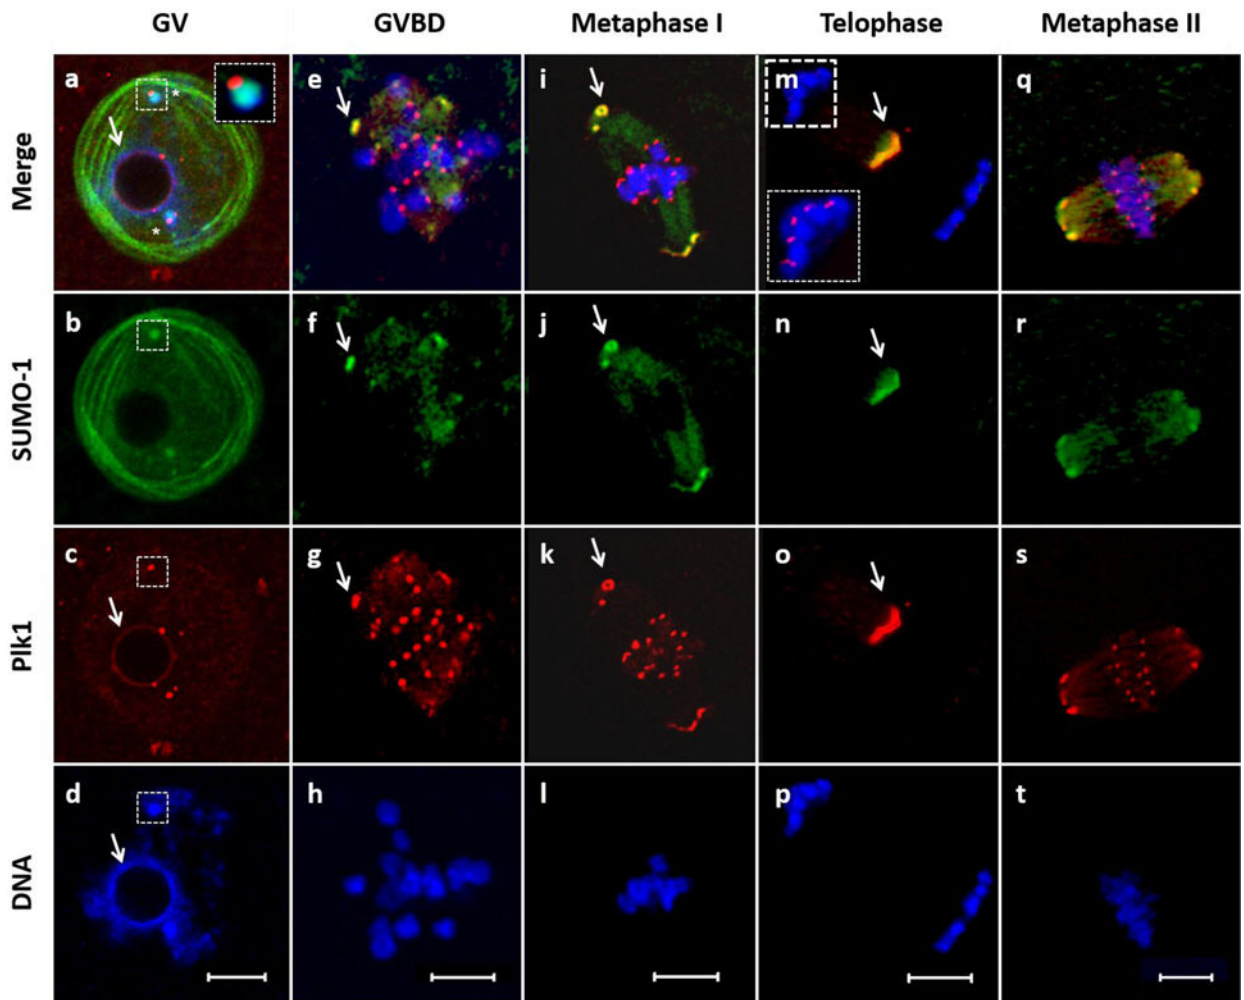 GV GVBD Metaphase I Telophase Metaphase II
Merge
a e i m q
* *
SUMO-1
b f j n r
Plk1
c g k o s
DNA
d h l p t